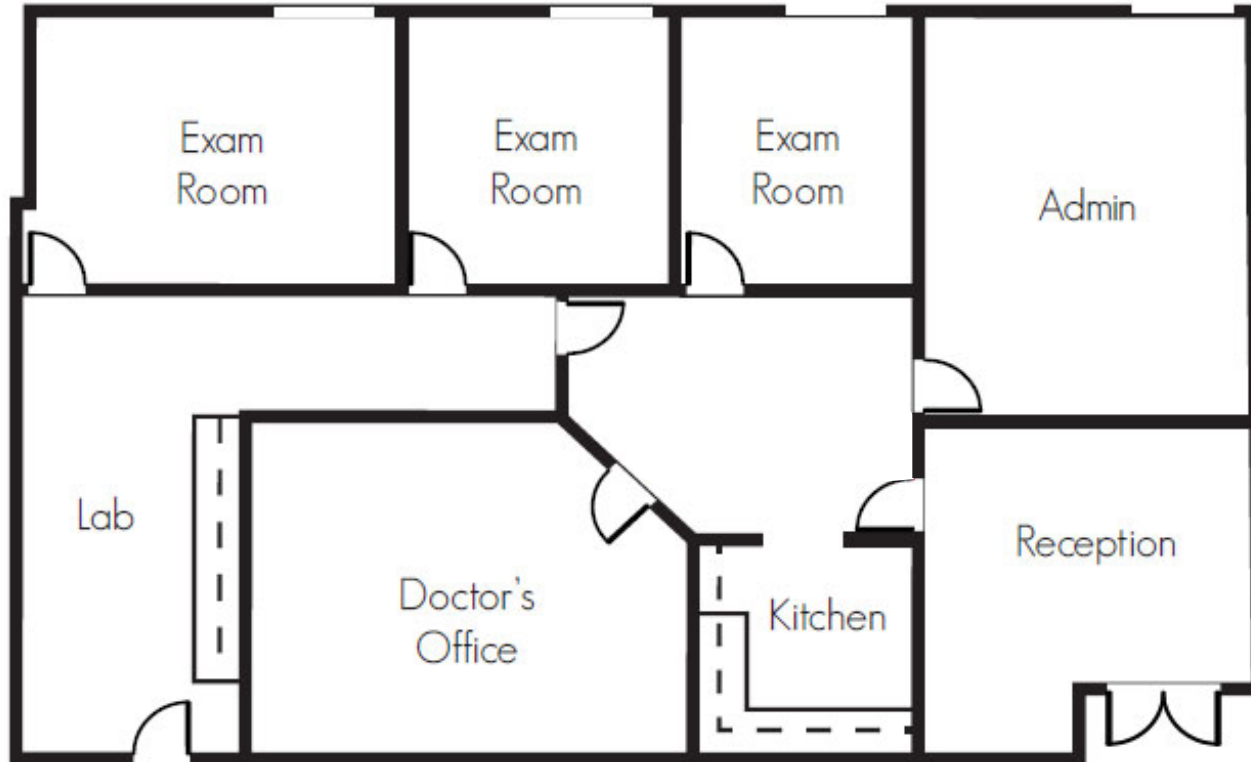 Exam
Room
Exam
Room
Exam
Room
Admin
Lab
Doctor's
Office
Kitchen
Reception